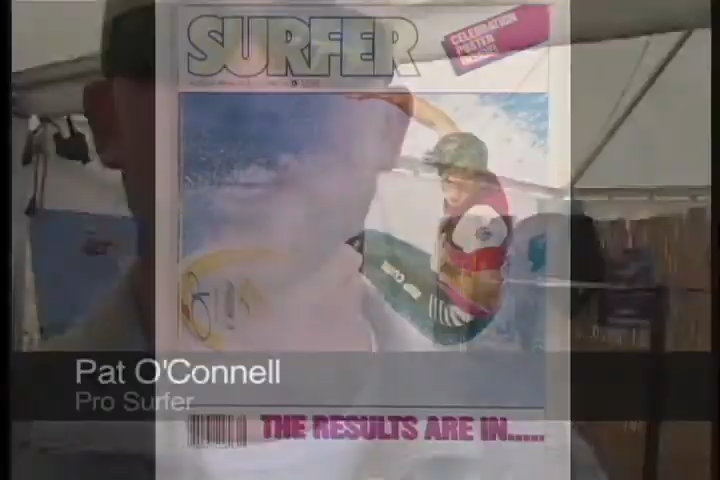 SURFER
CELEBRATION
POSTER
INSIDE!
Pat O'Connell
Pro Surfer
THE RESULTS ARE IN.....